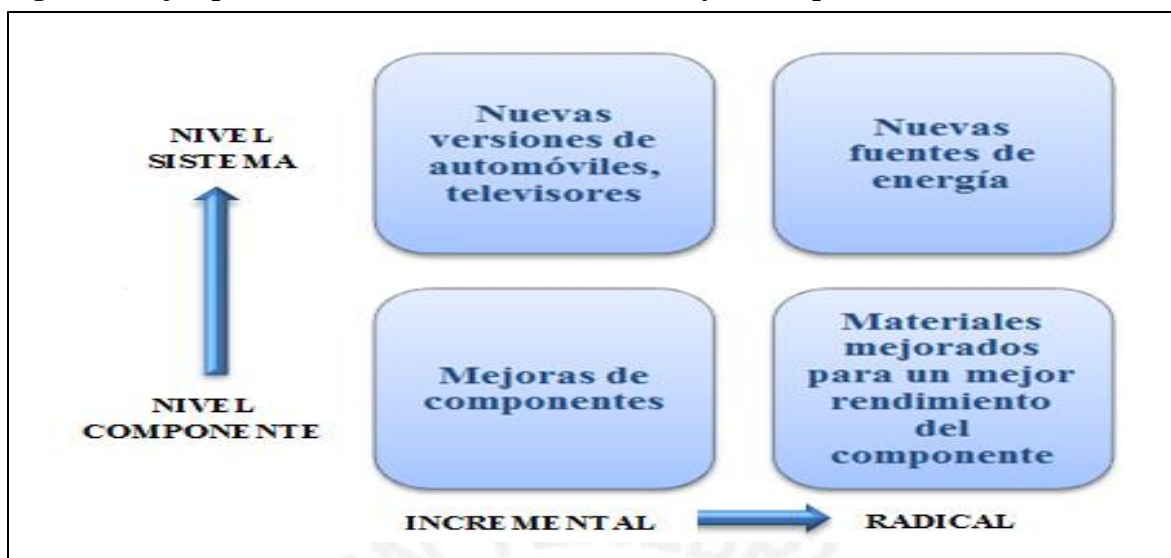 Nuevas
versiones de
automóviles,
televisores
Nuevas
fuentes de
energía
NIVEL
SISTEMA
Mejoras de
componentes
Materiales
mejorados
para un mejor
rendimiento
del
componente
NIVEL
COMPONENTE
INCREMENTAL
RADICAL